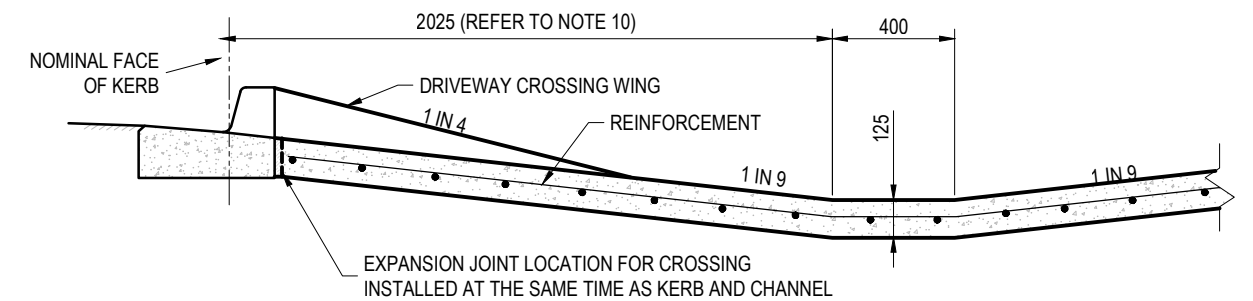 2025 (REFER TO NOTE 10)
400
NOMINAL FACE
OF KERB
DRIVEWAY CROSSING WING
1 IN 4
REINFORCEMENT
125
1 IN 9
1 IN 9
EXPANSION JOINT LOCATION FOR CROSSING
INSTALLED AT THE SAME TIME AS KERB AND CHANNEL